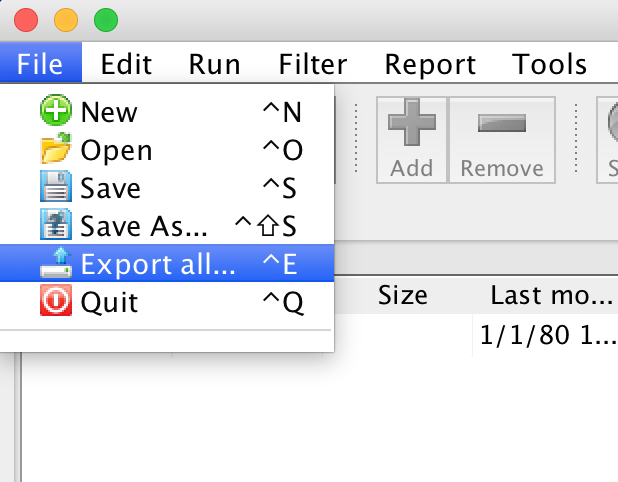 File Edit Run Filter Report Tools
New ^N
Open ^O
Save ^S
Save As... ^⇧S
Export all... ^E
Quit ^Q
Add Remove
Size Last mo...
1/1/80 1...